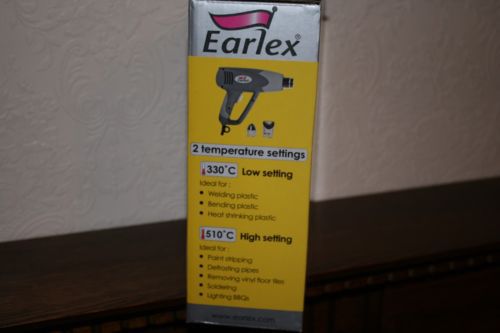 Earlex®
2 temperature settings
330°C Low setting
Ideal for :
• Welding plastic
• Bending plastic
• Heat shrinking plastic
510°C High setting
Ideal for :
• Paint stripping
• Defrosting pipes
• Removing vinyl floor tiles
• Soldering
• Lighting BBQs
www.earlex.com